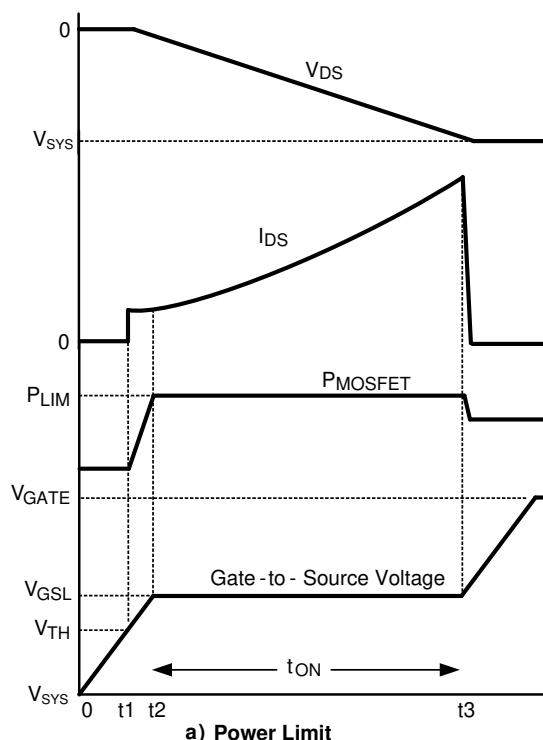 0
VDS
VSYS
IDS
0
PLIM
PMOSFET
VGATE
VGSL
Gate-to-Source Voltage
VTH
tON
VSYS
0 t1 t2 t3
a) Power Limit